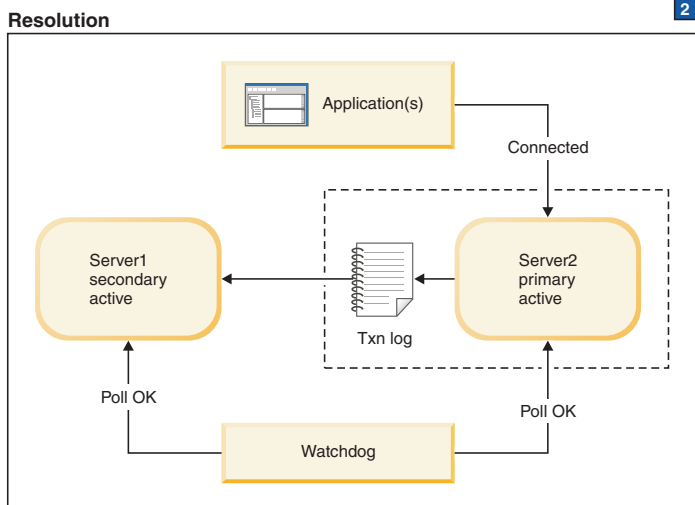 2
Resolution
Application(s)
Connected
Server1
secondary
active
Server2
primary
active
Txn log
Poll OK
Poll OK
Watchdog